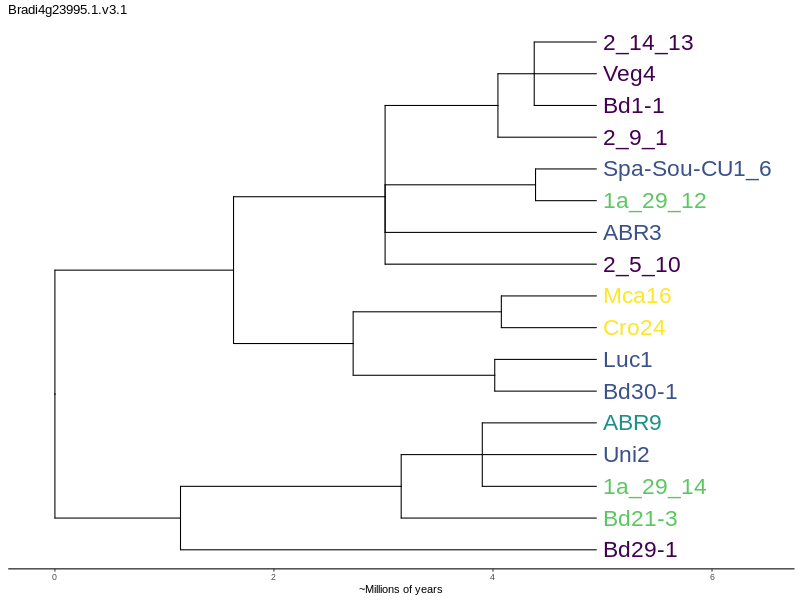 Bradi4g23995.1.v3.1
2_14_13
Veg4
Bd1-1
2_9_1
Spa-Sou-CU1_6
1a_29_12
ABR3
2_5_10
Mca16
Cro24
Luc1
Bd30-1
ABR9
Uni2
1a_29_14
Bd21-3
Bd29-1
0 2 4 6
~Millions of years